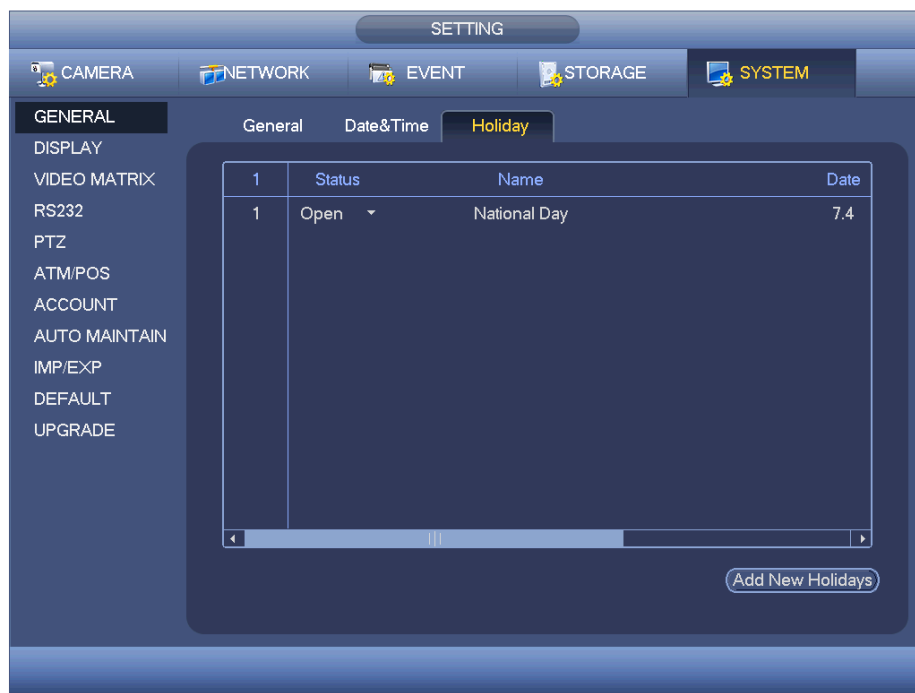 SETTING
CAMERA NETWORK EVENT STORAGE SYSTEM
GENERAL
DISPLAY
VIDEO MATRIX
RS232
PTZ
ATM/POS
ACCOUNT
AUTO MAINTAIN
IMP/EXP
DEFAULT
UPGRADE
General Date&Time Holiday
1 Status Name Date
1 Open National Day 7.4
Add New Holidays